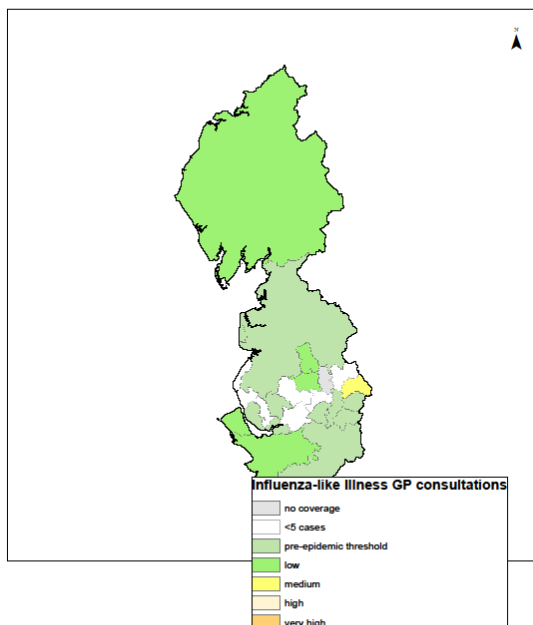 N
Influenza-like Illness GP consultations
no coverage
<5 cases
pre-epidemic threshold
low
medium
high
very high